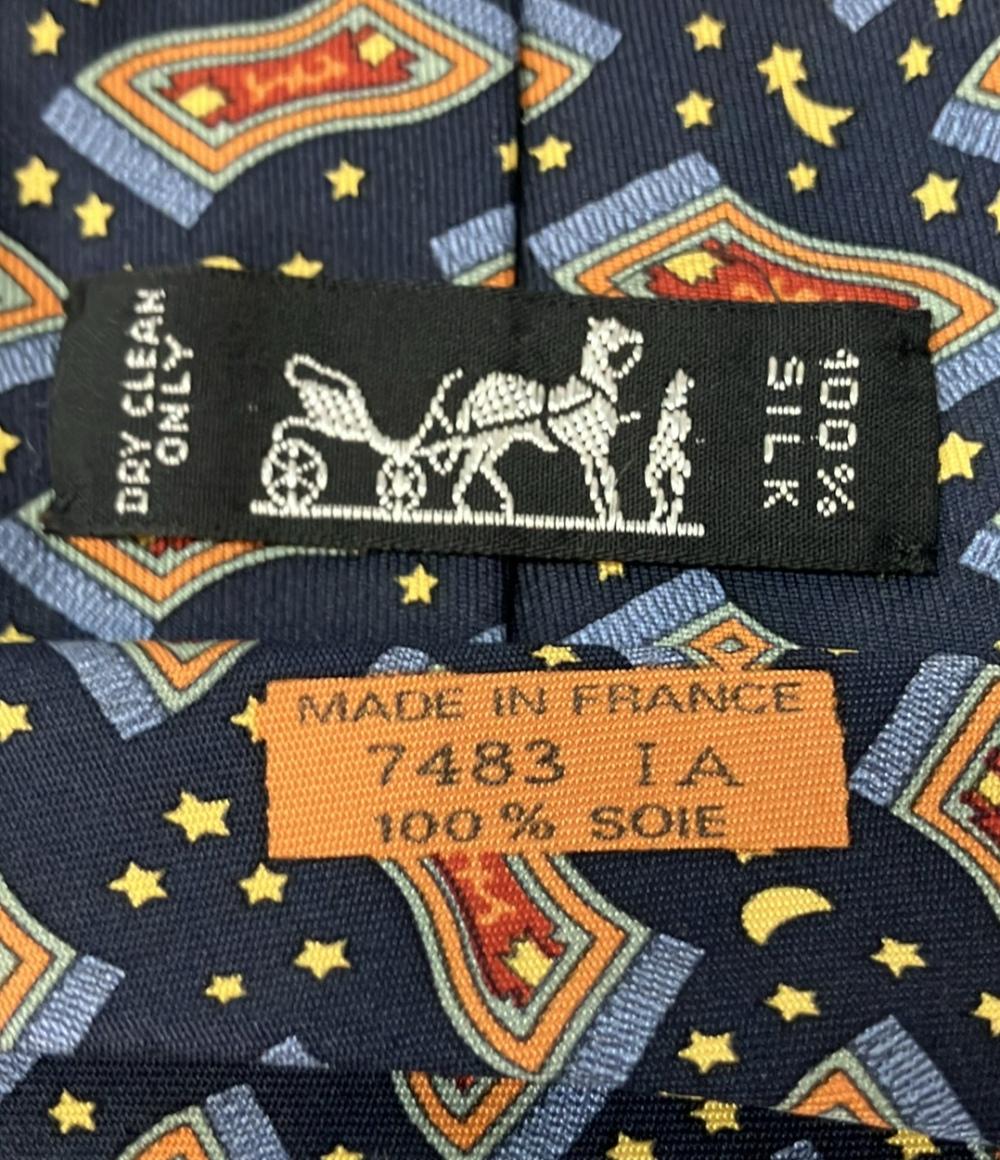 DRY CLEAN
ONLY
100%
SILK
MADE IN FRANCE
7483 IA
100% SOIE